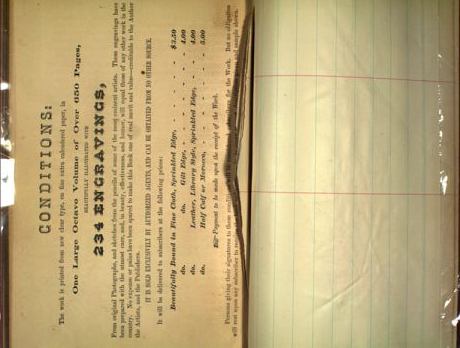 CONDITIONS:
The work is printed from new clear type, on fine extra calendered paper, in
One Large Octavo Volume of Over 650 Pages,
BEAUTIFULLY ILLUSTRATED WITH
234 ENGRAVINGS,
From original Photographs, and sketches from the pencils of some of the most eminent artists. These engravings have
been prepared with the utmost care, and, in beauty, effectiveness, and humor, will equal those of any other work in the
country. No expense or pains have been spared to make this Book one of real merit and value—creditable to the Author
the Artists, and the Publishers.
IT IS SOLD EXCLUSIVELY BY AUTHORIZED AGENTS, AND CAN BE OBTAINED FROM NO OTHER SOURCE.
It will be delivered to subscribers at the following prices:
Beautifully Bound in Fine Cloth, Sprinkled Edge, - - - - $3.50
do. do. Gilt Edge, - - - - 4.00
do. Leather, Library Style, Sprinkled Edge, - - 4.00
do. Half Calf or Morocco, - - - - 5.00
Payment to be made upon the receipt of the Work.
Persons giving their signatures to these subscribers for the Work. But no obligation
will rest upon any subscriber to and sample shown.